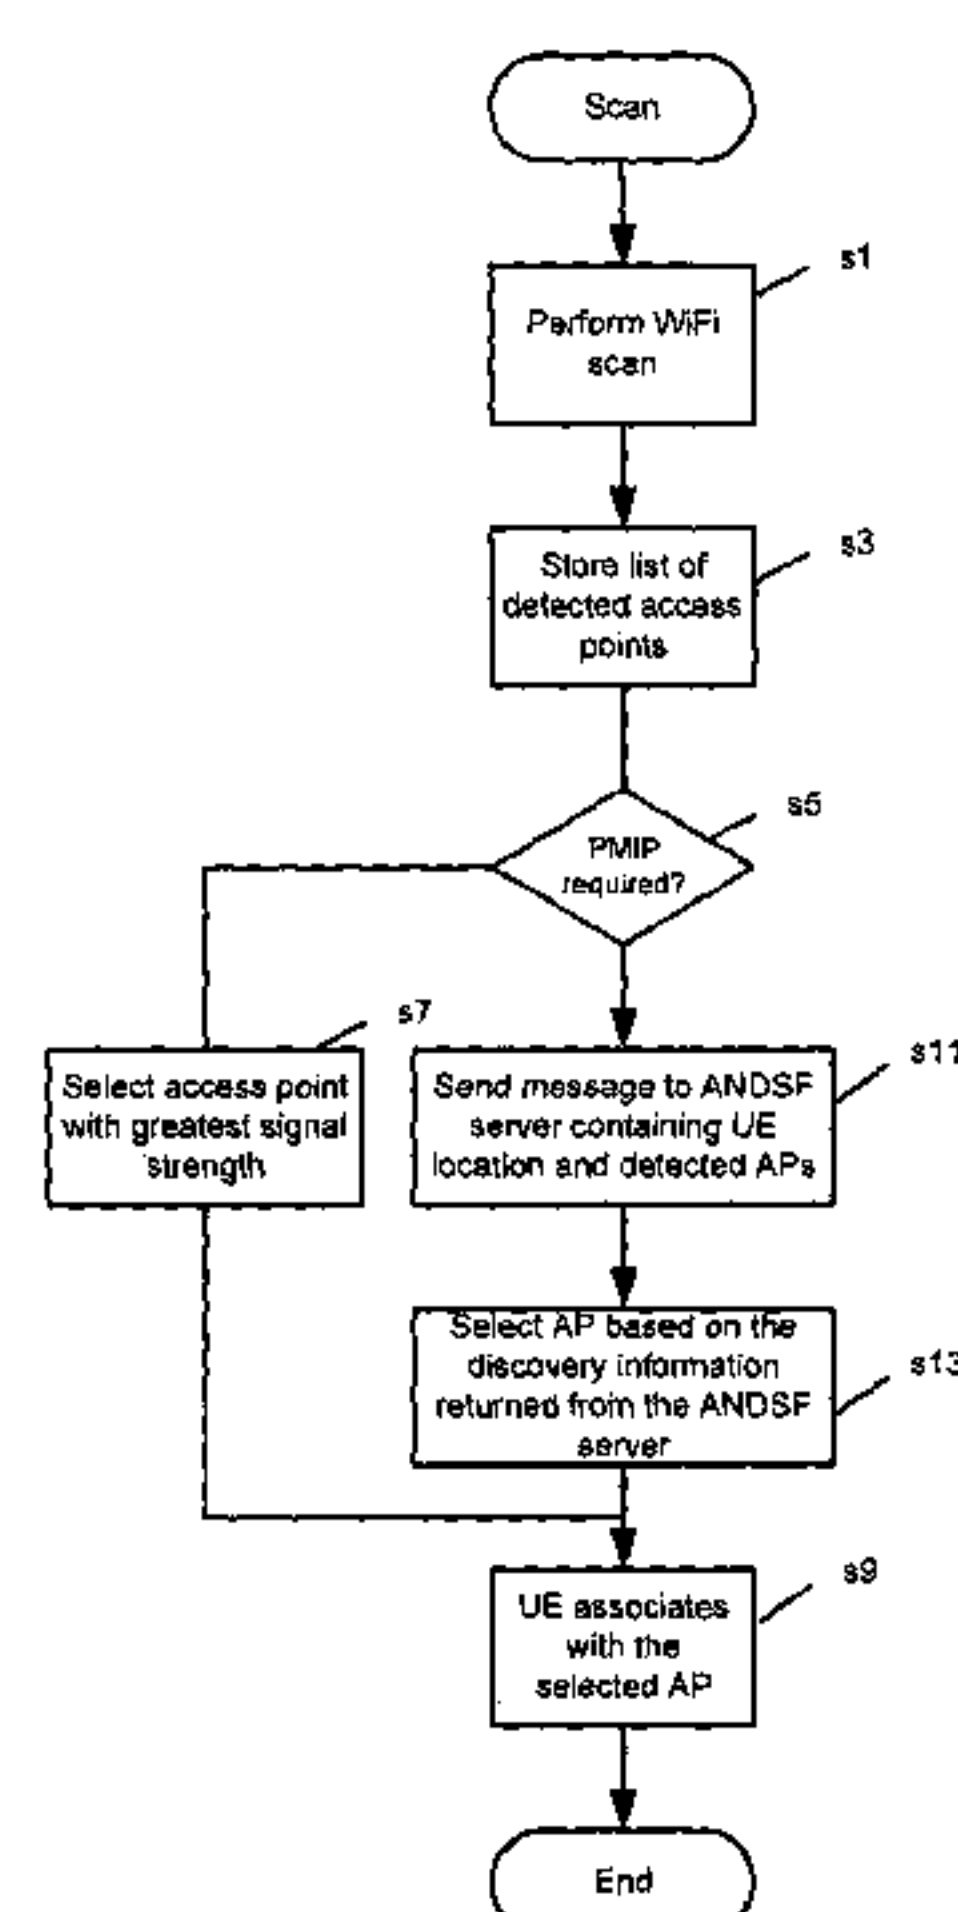 Scan
s1
Perform WiFi
scan
s3
Store list of
detected access
points
s5
PMIP
required?
s7
Select access point
with greatest signal
strength
s11
Send message to ANDSF
server containing UE
location and detected APs
s13
Select AP based on the
discovery information
returned from the ANDSF
server
s9
UE associates
with the
selected AP
End